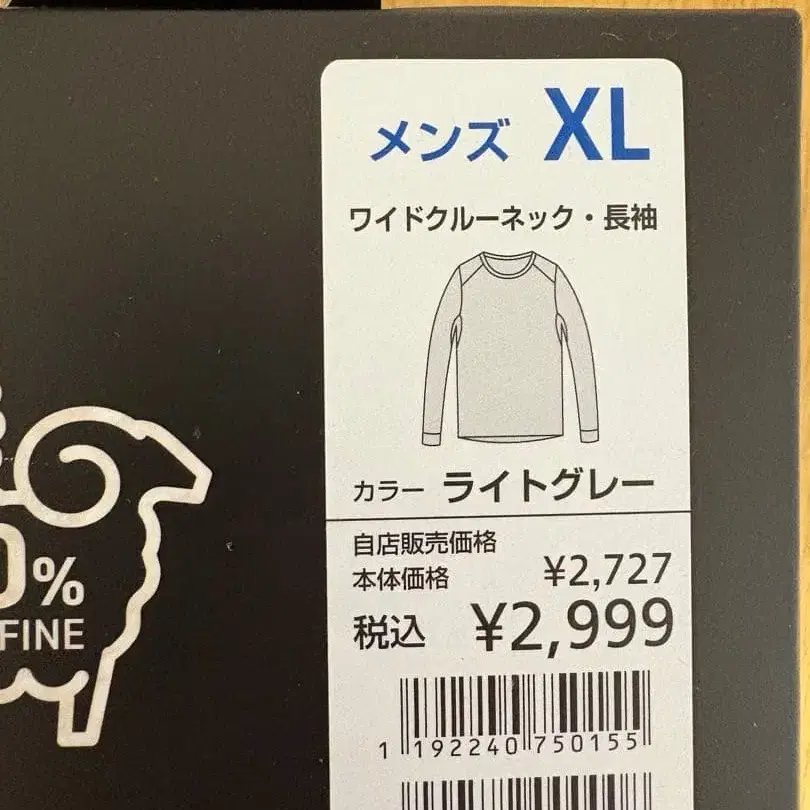 メンズ XL
ワイドクルーネック・長袖
カラー ライトグレー
自店販売価格
本体価格 ¥2,727
税込 ¥2,999
1 192240 750155
0%
FINE